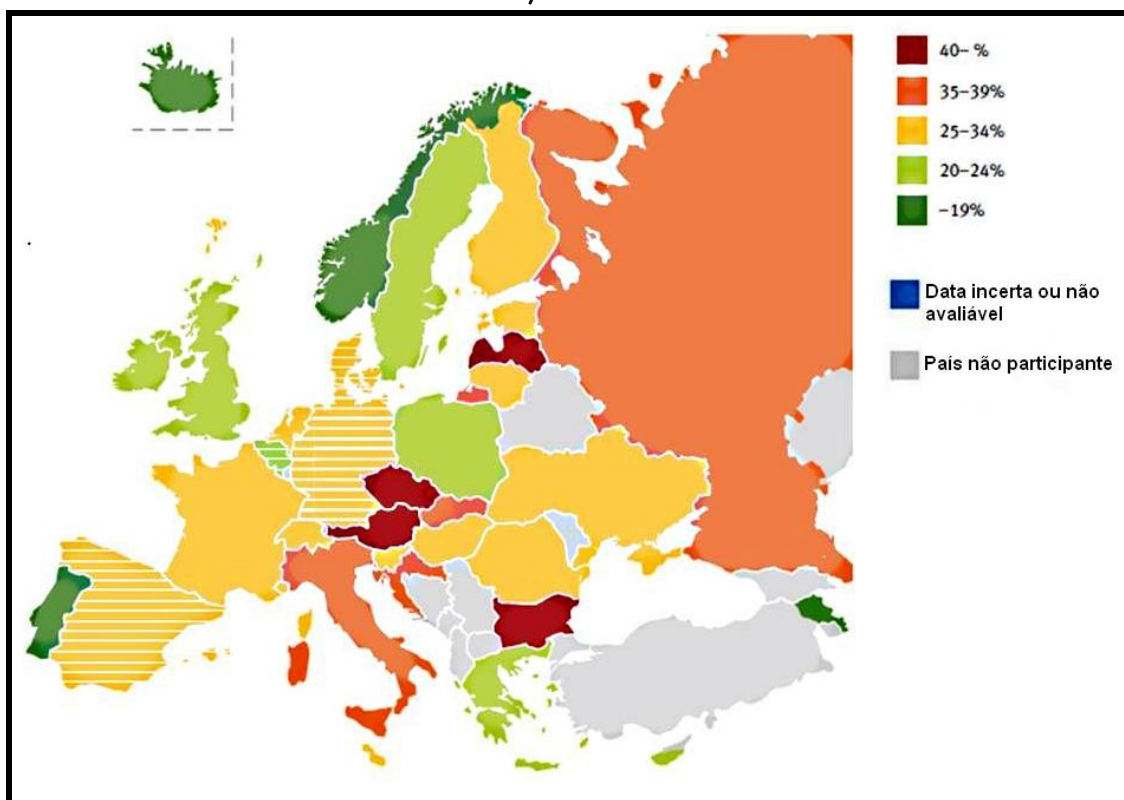 40– %
35–39%
25–34%
20–24%
–19%
Data incerta ou não
avaliável
País não participante